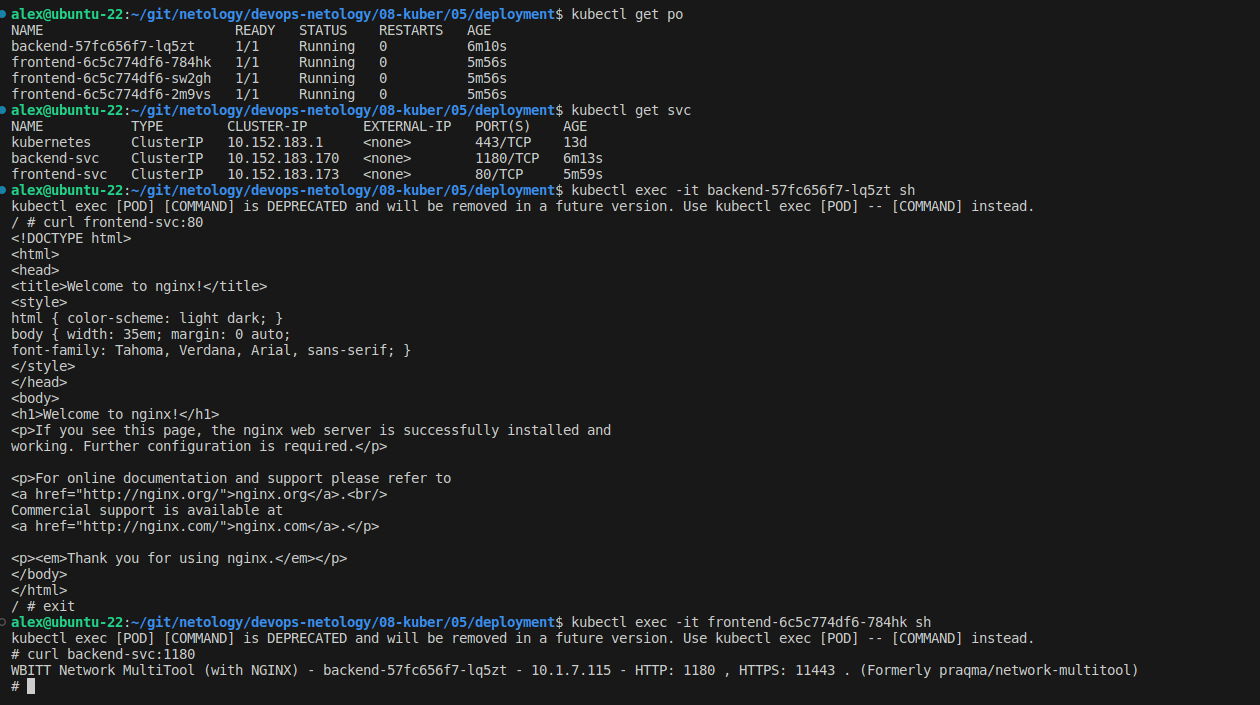 alex@ubuntu-22:~/git/netology/devops-netology/08-kuber/05/deployment$ kubectl get po
NAME                        READY   STATUS    RESTARTS   AGE
backend-57fc656f7-lq5zt     1/1     Running   0          6m10s
frontend-6c5c774df6-784hk   1/1     Running   0          5m56s
frontend-6c5c774df6-sw2gh   1/1     Running   0          5m56s
frontend-6c5c774df6-2m9vs   1/1     Running   0          5m56s
alex@ubuntu-22:~/git/netology/devops-netology/08-kuber/05/deployment$ kubectl get svc
NAME           TYPE        CLUSTER-IP       EXTERNAL-IP   PORT(S)    AGE
kubernetes     ClusterIP   10.152.183.1     <none>        443/TCP    13d
backend-svc    ClusterIP   10.152.183.170   <none>        1180/TCP   6m13s
frontend-svc   ClusterIP   10.152.183.173   <none>        80/TCP     5m59s
alex@ubuntu-22:~/git/netology/devops-netology/08-kuber/05/deployment$ kubectl exec -it backend-57fc656f7-lq5zt sh
kubectl exec [POD] [COMMAND] is DEPRECATED and will be removed in a future version. Use kubectl exec [POD] -- [COMMAND] instead.
/ # curl frontend-svc:80
<!DOCTYPE html>
<html>
<head>
<title>Welcome to nginx!</title>
<style>
html { color-scheme: light dark; }
body { width: 35em; margin: 0 auto;
font-family: Tahoma, Verdana, Arial, sans-serif; }
</style>
</head>
<body>
<h1>Welcome to nginx!</h1>
<p>If you see this page, the nginx web server is successfully installed and
working. Further configuration is required.</p>

<p>For online documentation and support please refer to
<a href="http://nginx.org/">nginx.org</a>.<br/>
Commercial support is available at
<a href="http://nginx.com/">nginx.com</a>.</p>

<p><em>Thank you for using nginx.</em></p>
</body>
</html>
/ # exit
alex@ubuntu-22:~/git/netology/devops-netology/08-kuber/05/deployment$ kubectl exec -it frontend-6c5c774df6-784hk sh
kubectl exec [POD] [COMMAND] is DEPRECATED and will be removed in a future version. Use kubectl exec [POD] -- [COMMAND] instead.
# curl backend-svc:1180
WBITT Network MultiTool (with NGINX) - backend-57fc656f7-lq5zt - 10.1.7.115 - HTTP: 1180 , HTTPS: 11443 . (Formerly praqma/network-multitool)
#